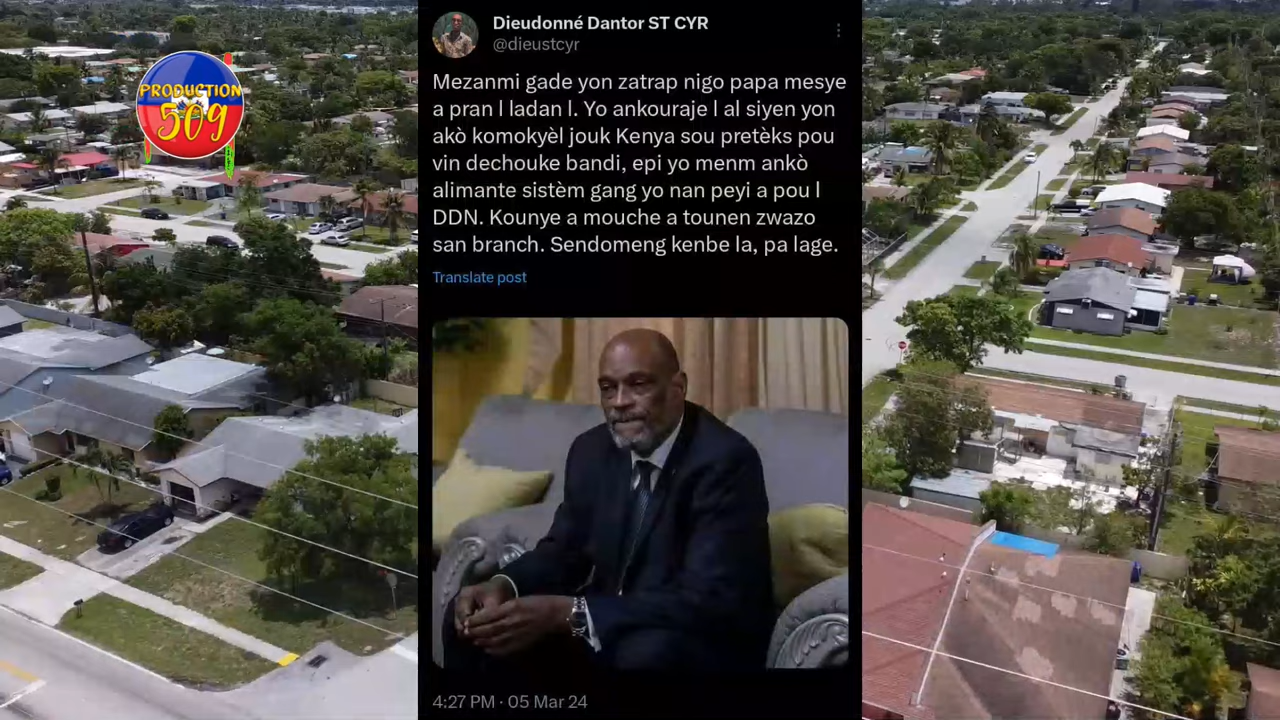 PRODUCTION
509
Dieudonné Dantor ST CYR
@dieustcyr
Mezanmi gade yon zatrap nigo papa mesye
a pran l ladan l. Yo ankouraje l al siyen yon
akò komokyèl jouk Kenya sou pretèks pou
vin dechouke bandi, epi yo menm ankò
alimante sistèm gang yo nan peyi a pou l
DDN. Kounye a mouche a tounen zwazo
san branch. Sendomeng kenbe la, pa lage.
Translate post
4:27 PM · 05 Mar 24